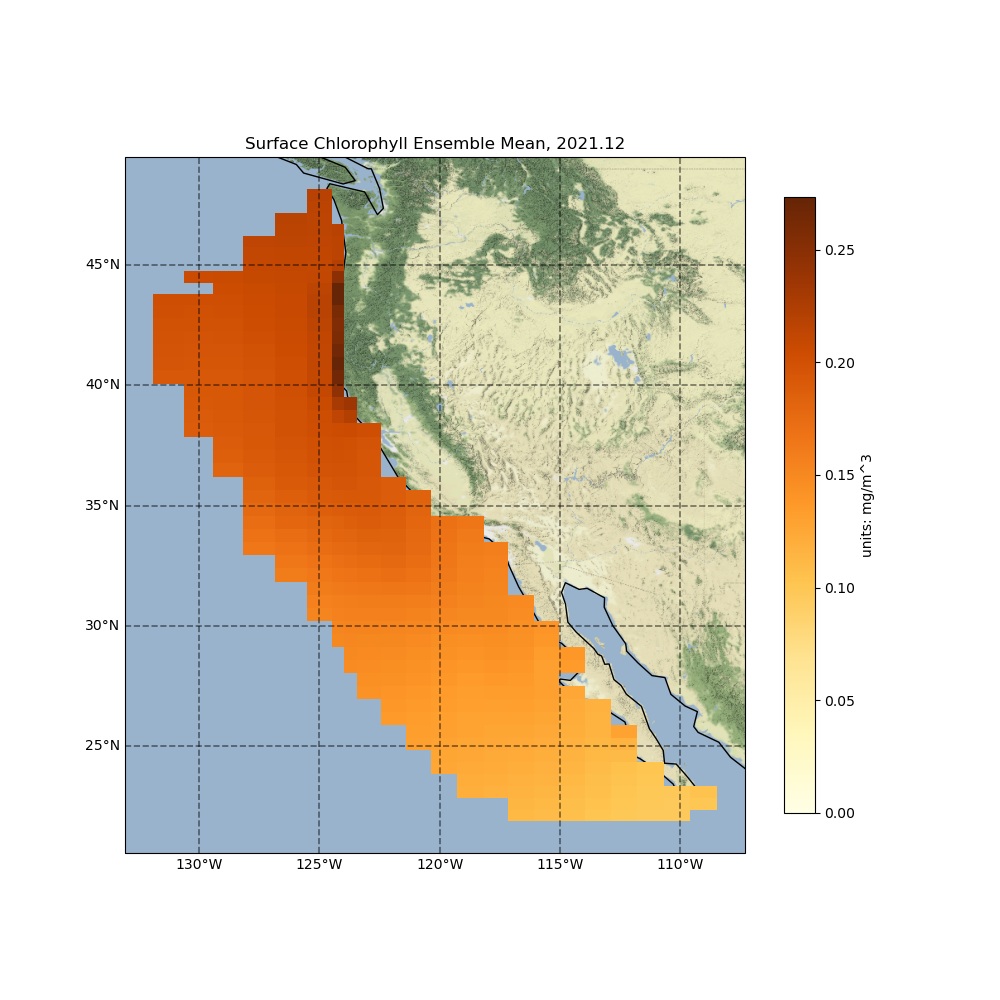 Surface Chlorophyll Ensemble Mean, 2021.12
45°N
40°N
35°N
30°N
25°N
130°W
125°W
120°W
115°W
110°W
0.25
0.20
0.15
0.10
0.05
0.00
units: mg/m^3